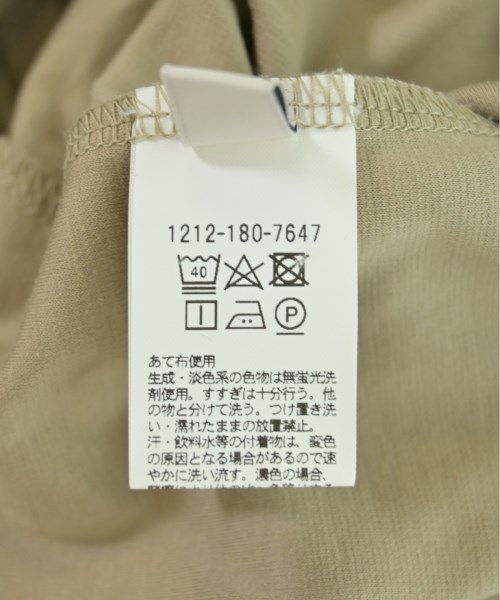 1212-180-7647
40
P
あて布使用
生成・淡色系の色物は無蛍光洗
剤使用。すすぎは十分行う。他
の物と分けて洗う。つけ置き洗
い・濡れたままの放置禁止。
汗・飲料水等の付着物は、変色
の原因となる場合があるので速
やかに洗い流す。濃色の場合、